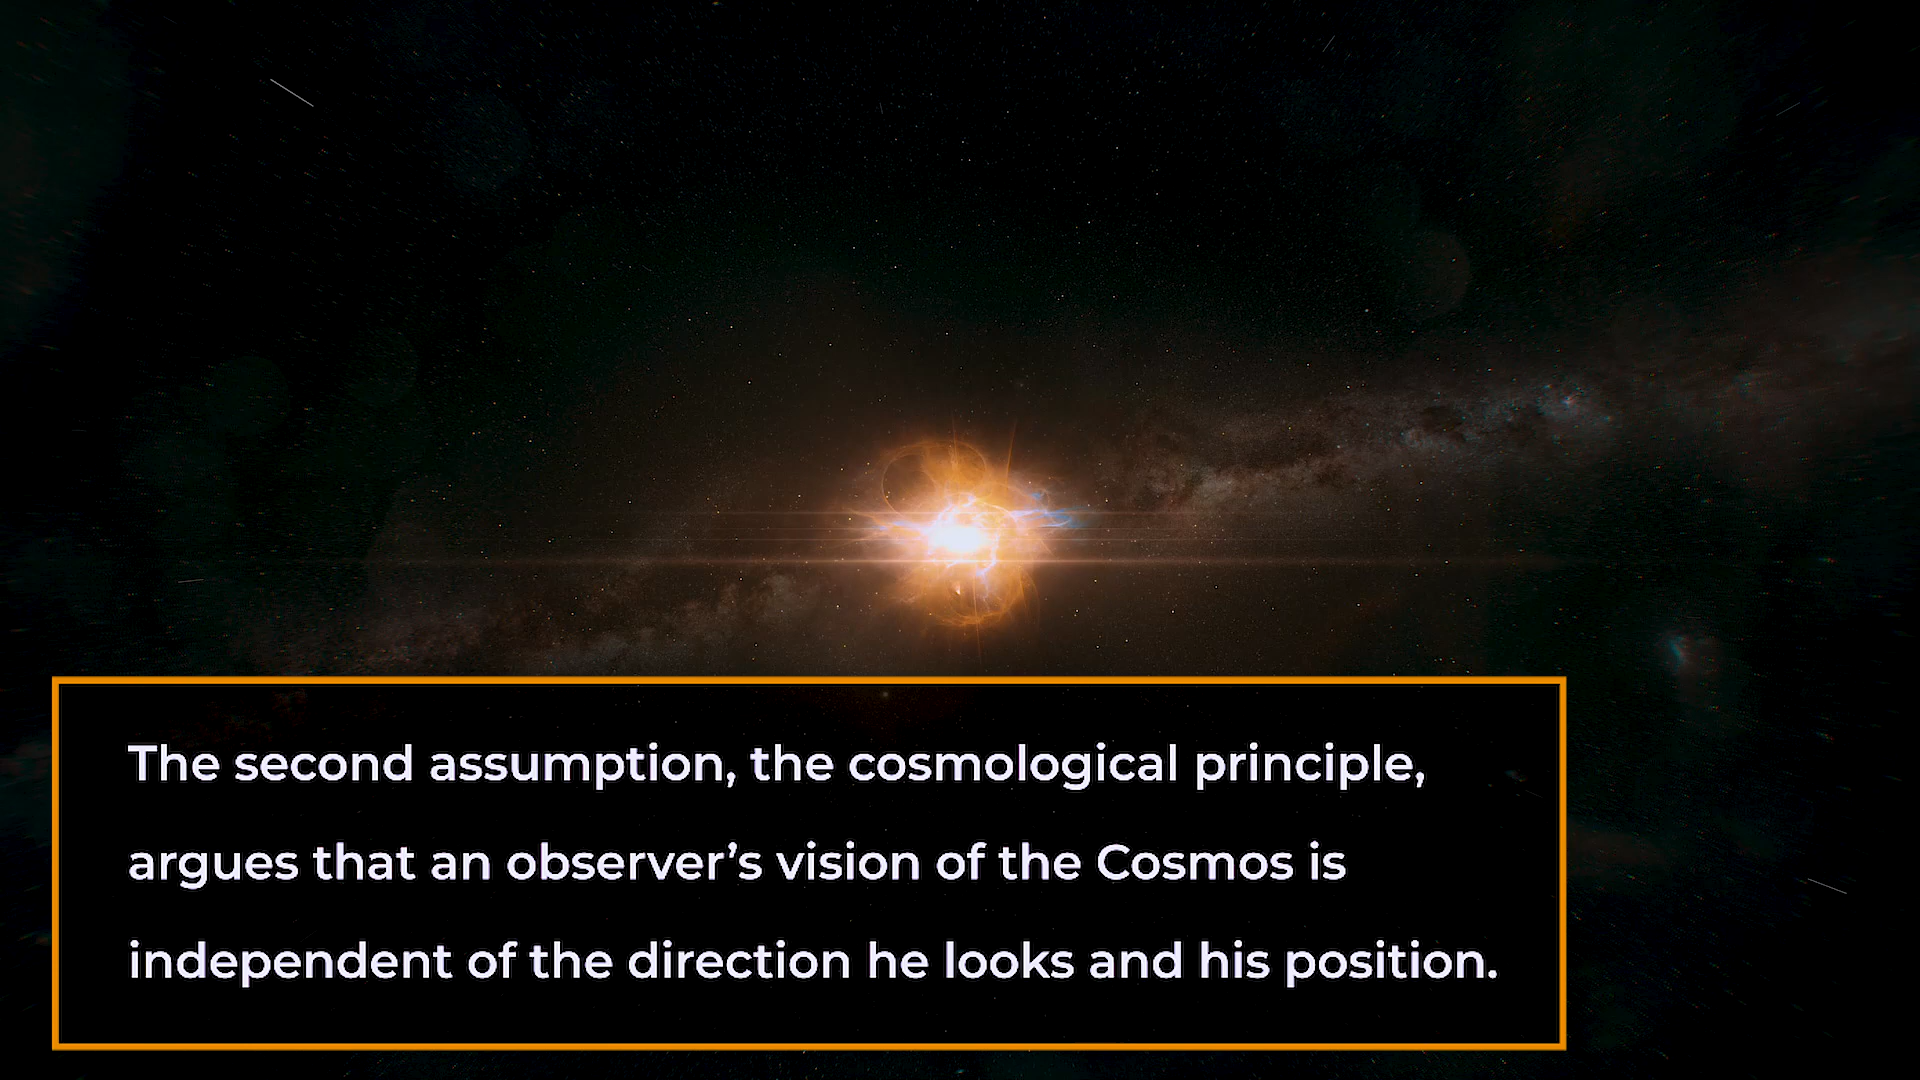 The second assumption, the cosmological principle,
argues that an observer’s vision of the Cosmos is
independent of the direction he looks and his position.